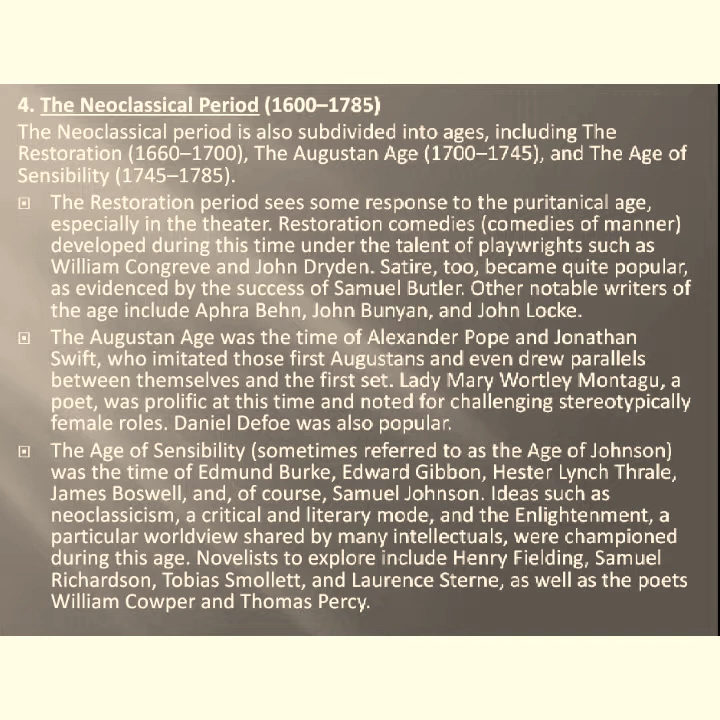 4. The Neoclassical Period (1600–1785)
The Neoclassical period is also subdivided into ages, including The
Restoration (1660–1700), The Augustan Age (1700–1745), and The Age of
Sensibility (1745–1785).
The Restoration period sees some response to the puritanical age,
especially in the theater. Restoration comedies (comedies of manner)
developed during this time under the talent of playwrights such as
William Congreve and John Dryden. Satire, too, became quite popular,
as evidenced by the success of Samuel Butler. Other notable writers of
the age include Aphra Behn, John Bunyan, and John Locke.
The Augustan Age was the time of Alexander Pope and Jonathan
Swift, who imitated those first Augustans and even drew parallels
between themselves and the first set. Lady Mary Wortley Montagu, a
poet, was prolific at this time and noted for challenging stereotypically
female roles. Daniel Defoe was also popular.
The Age of Sensibility (sometimes referred to as the Age of Johnson)
was the time of Edmund Burke, Edward Gibbon, Hester Lynch Thrale,
James Boswell, and, of course, Samuel Johnson. Ideas such as
neoclassicism, a critical and literary mode, and the Enlightenment, a
particular worldview shared by many intellectuals, were championed
during this age. Novelists to explore include Henry Fielding, Samuel
Richardson, Tobias Smollett, and Laurence Sterne, as well as the poets
William Cowper and Thomas Percy.